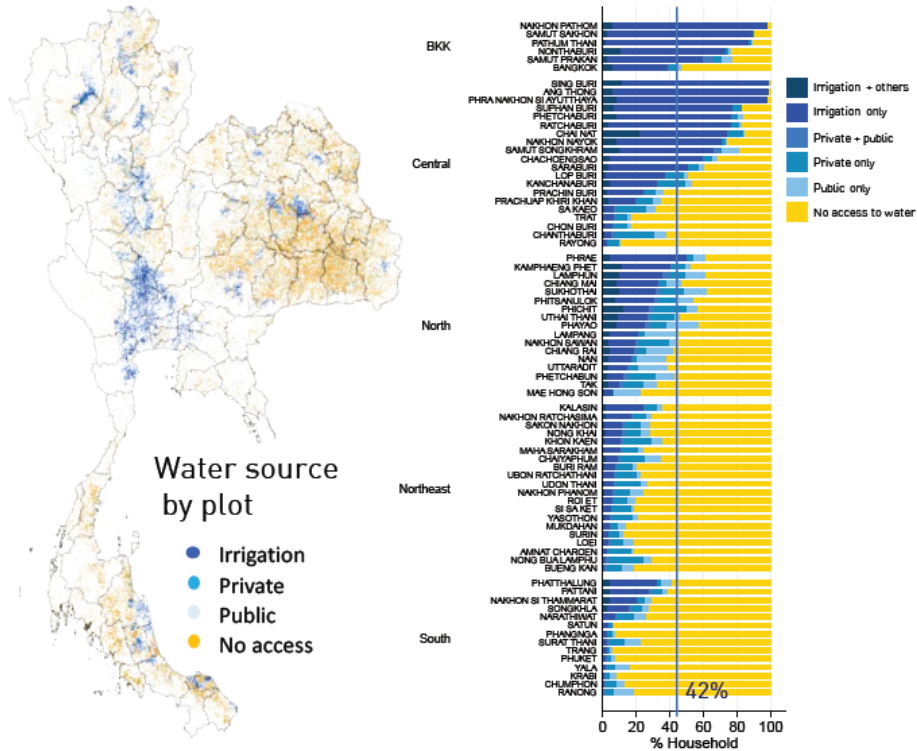 Water source
by plot
Irrigation
Private
Public
No access
BKK
NAKHON PATHOM
SAMUT SAKHON
PATHUM THANI
NONTHABURI
SAMUT PRAKAN
BANGKOK
Central
SING BURI
ANG THONG
PHRA NAKHON SI AYUTTHAYA
SUPHAN BURI
PHETCHABURI
RATCHABURI
CHAI NAT
NAKHON NAYOK
SAMUT SONGKHRAM
CHACHOENGSAO
SARABURI
LOP BURI
KANCHANABURI
PRACHIN BURI
PRACHUAP KHIRI KHAN
SA KAEO
TRAT
CHON BURI
CHANTHABURI
RAYONG
North
PHRAE
KAMPHAENG PHET
LAMPHUN
CHIANG MAI
SUKHOTHAI
PHITSANULOK
PHICHIT
UTHAI THANI
PHAYAO
LAMPANG
NAKHON SAWAN
CHIANG RAI
NAN
UTTARADIT
PHETCHABUN
TAK
MAE HONG SON
Northeast
KALASIN
NAKHON RATCHASIMA
SAKON NAKHON
NONG KHAI
KHON KAEN
MAHA SARAKHAM
CHAIYAPHUM
BURI RAM
UBON RATCHATHANI
UDON THANI
NAKHON PHANOM
ROI ET
SI SA KET
YASOTHON
MUKDAHAN
SURIN
LOEI
AMNAT CHAROEN
NONG BUA LAMPHU
BUENG KAN
South
PHATTHALUNG
PATTANI
NAKHON SI THAMMARAT
SONGKHLA
NARATHIWAT
SATUN
PHANGNGA
SURAT THANI
TRANG
PHUKET
YALA
KRABI
CHUMPHON
RANONG
42%
0 20 40 60 80 100
% Household
Irrigation + others
Irrigation only
Private + public
Private only
Public only
No access to water